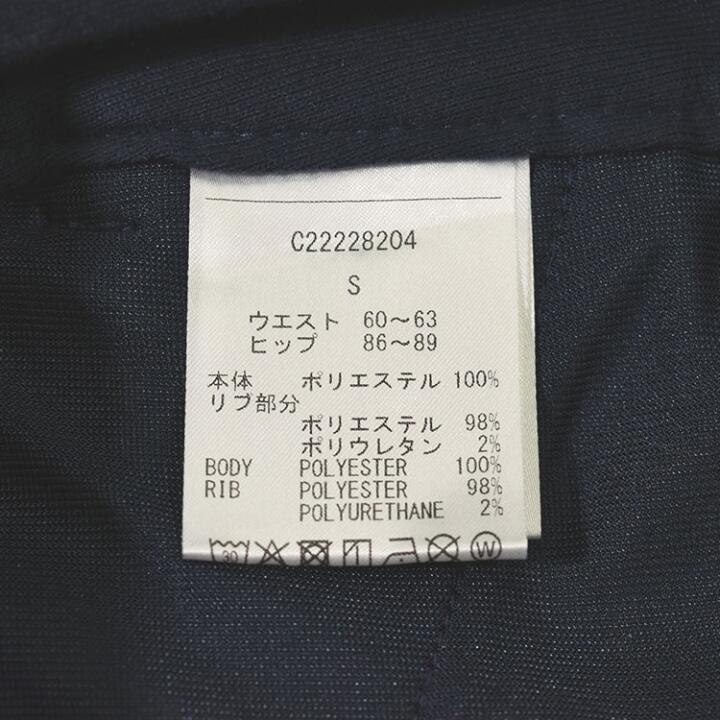 C22228204
S
ウエスト 60〜63
ヒップ 86〜89
本体 ポリエステル 100%
リブ部分
ポリエステル 98%
ポリウレタン 2%
BODY POLYESTER 100%
RIB POLYESTER 98%
POLYURETHANE 2%
30 W